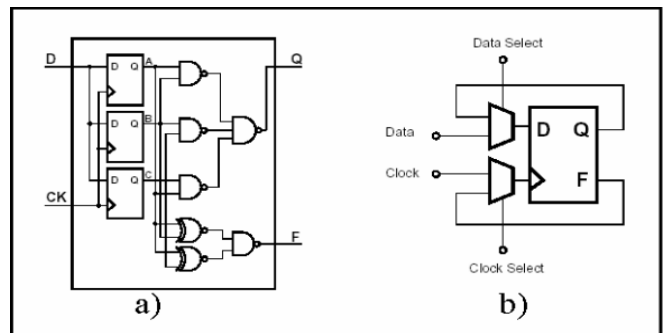 D
D Q
A
Q
D Q
B
D Q
C
CK
F
a)
Data Select
Data
D Q
Clock
F
Clock Select
b)